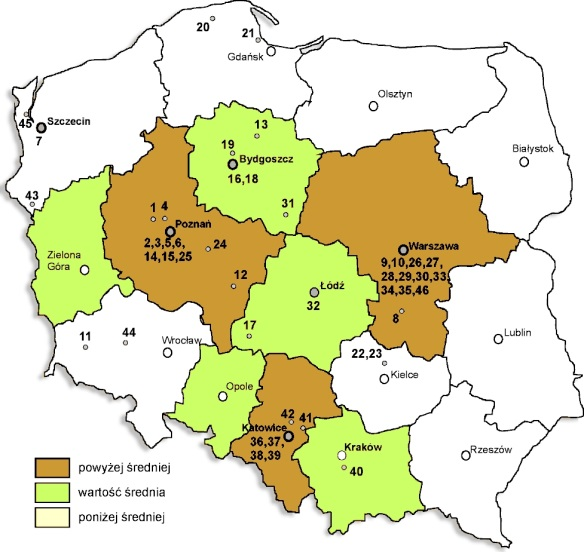 20
21
Gdańsk
Olsztyn
45
Szczecin
7
13
19
Bydgoszcz
16,18
Białystok
43
31
1 4
Poznań
2,3,5,6,
14,15,25
24
Warszawa
9,10,26,27,
28,29,30,33,
34,35,46
Zielona
Góra
12
Łódź
32
8
17
11
44
Wrocław
Lublin
22,23
Kielce
Opole
42
41
Katowice
36,37,
38,39
Kraków
40
Rzeszów
powyżej średniej
wartość średnia
poniżej średniej